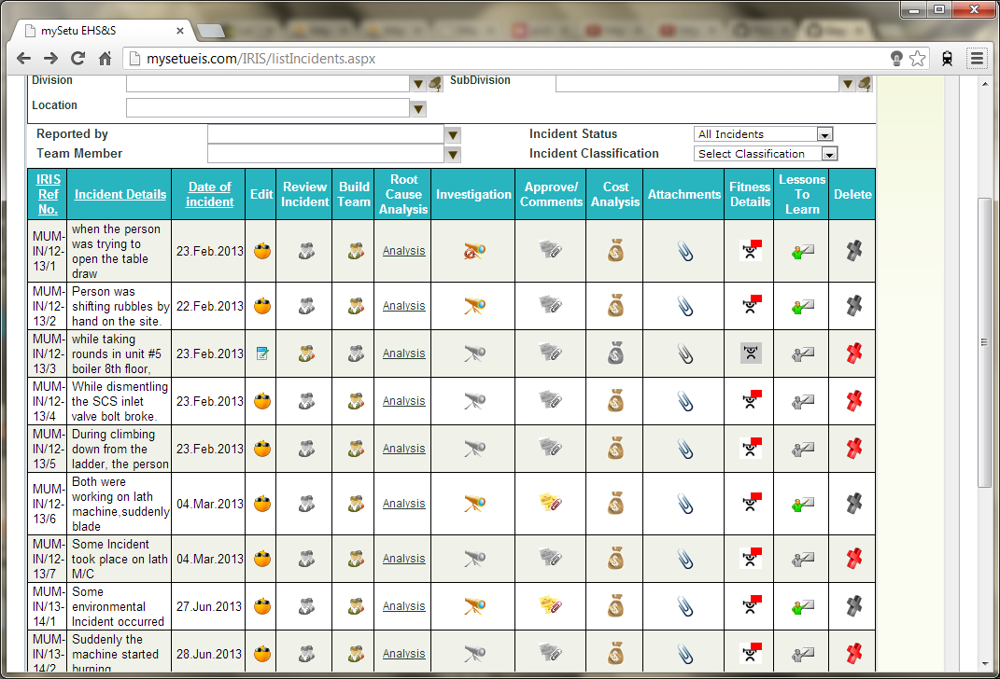 mySetu EHS&S
mysetueis.com/IRIS/listIncidents.aspx
Division SubDivision
Location
Reported by Incident Status All Incidents
Team Member Incident Classification Select Classification
IRIS Ref No. Incident Details Date of incident Edit Review Incident Build Team Root Cause Analysis Investigation Approve/ Comments Cost Analysis Attachments Fitness Details Lessons To Learn Delete
MUM-IN/12-13/1 when the person was trying to open the table draw 23.Feb.2013 Analysis
MUM-IN/12-13/2 Person was shifting rubbles by hand on the site. 22.Feb.2013 Analysis
MUM-IN/12-13/3 while taking rounds in unit #5 boiler 8th floor, 23.Feb.2013 Analysis
MUM-IN/12-13/4 While dismentling the SCS inlet valve bolt broke. 23.Feb.2013 Analysis
MUM-IN/12-13/5 During climbing down from the ladder, the person 23.Feb.2013 Analysis
MUM-IN/12-13/6 Both were working on lath machine,suddenly blade 04.Mar.2013 Analysis
MUM-IN/12-13/7 Some Incident took place on lath M/C 04.Mar.2013 Analysis
MUM-IN/13-14/1 Some environmental Incident occurred 27.Jun.2013 Analysis
MUM-IN/13-14/2 Suddenly the machine started burning 28.Jun.2013 Analysis